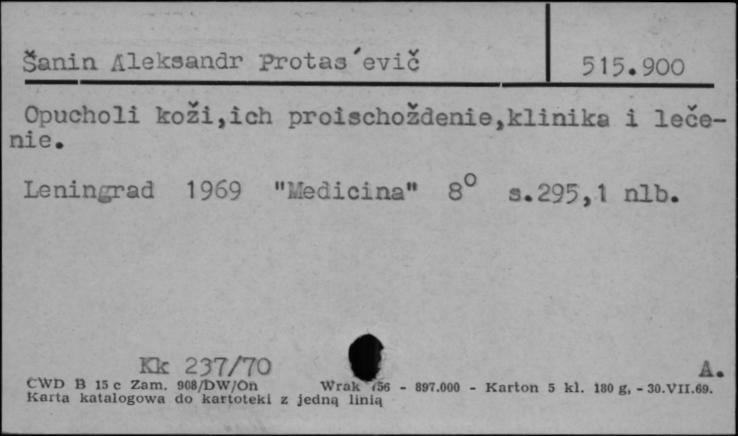 Šanin Aleksandr Protas´evič 515.900
Opucholi koži,ich proischoždenie,klinika i leče-
nie.
Leningrad 1969 "Medicina" 8° s.295,1 nlb.
Kk 237/70 A.
CWD B 15 c Zam. 908/DW/On Wrak 756 - 897.000 - Karton 5 kl. 180 g, - 30.VII.69.
Karta katalogowa do kartoteki z jedną linią